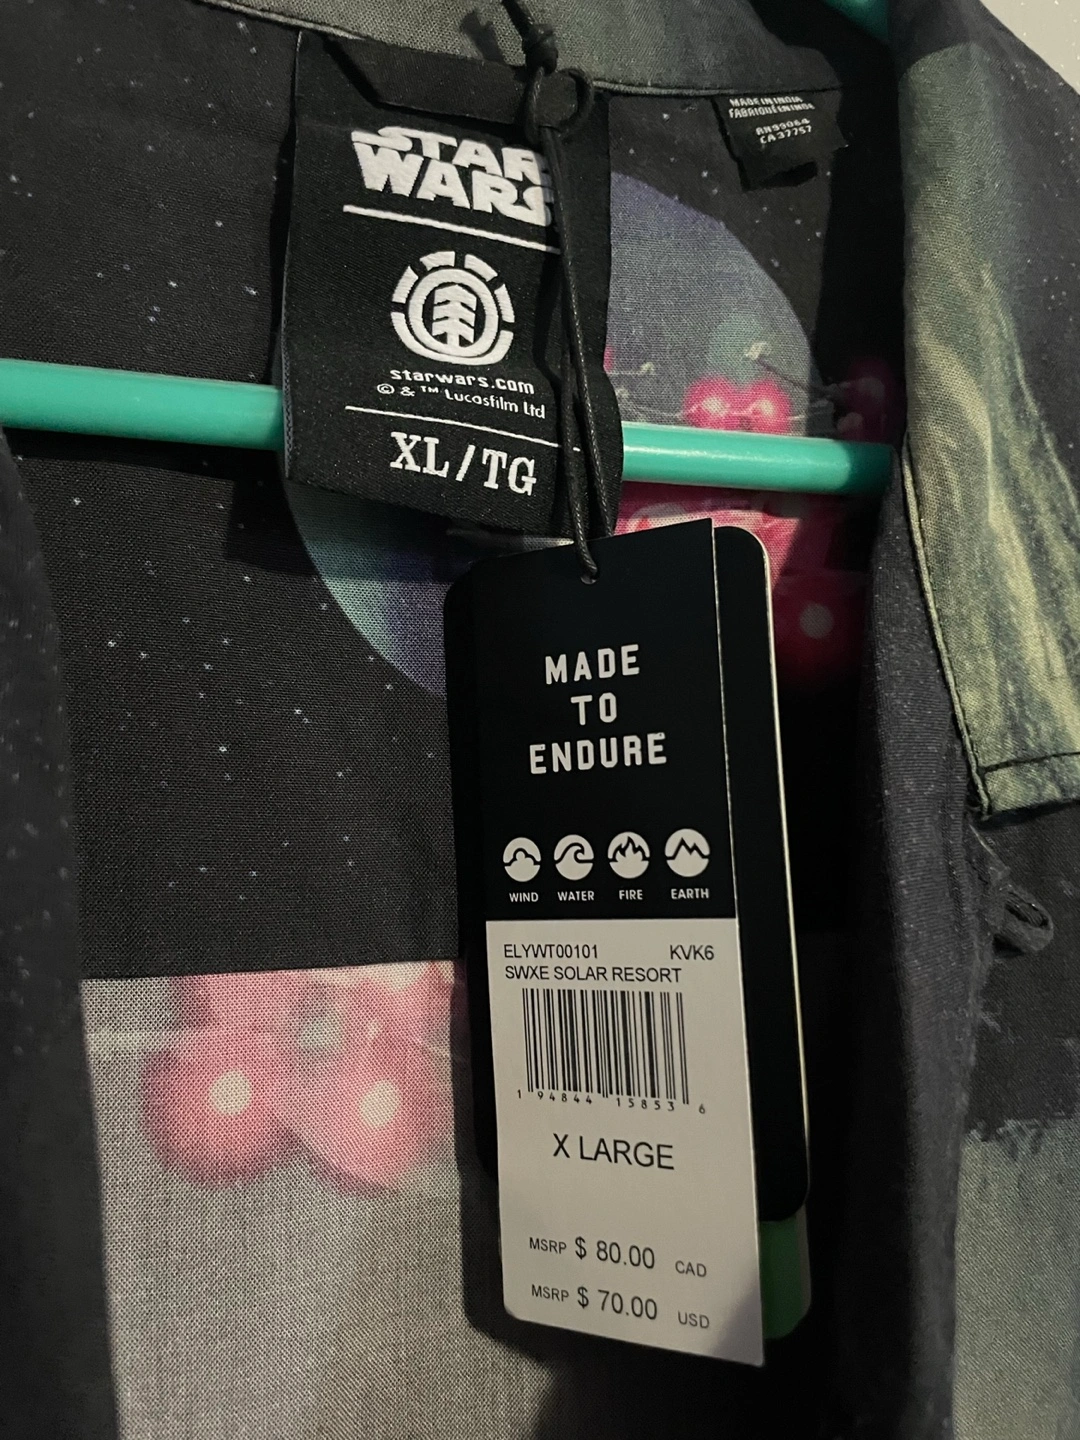 STAR
WARS
starwars.com
© & ™ Lucasfilm Ltd
XL/TG
MADE IN INDIA
FABRIQUÉ EN INDE
RN99064
CA37757
MADE
TO
ENDURE
WIND WATER FIRE EARTH
ELYWT00101 KVK6
SWXE SOLAR RESORT
1 94844 15853 6
X LARGE
MSRP $ 80.00 CAD
MSRP $ 70.00 USD